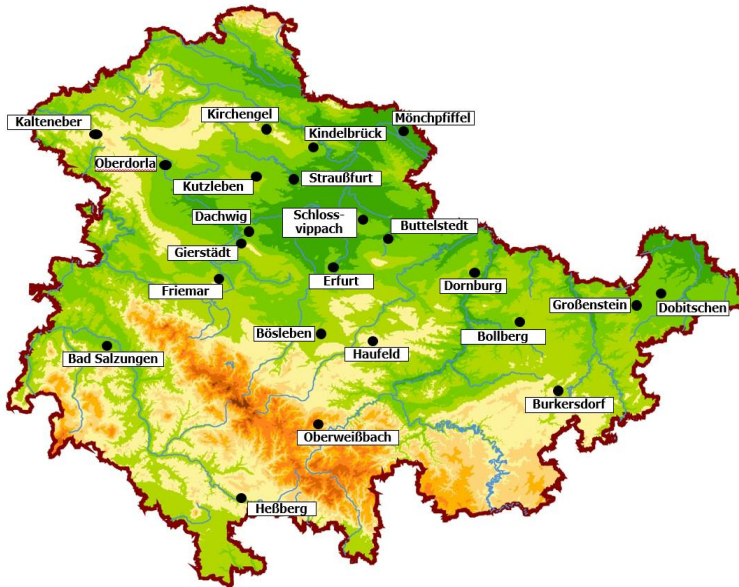 Mönchpfiffel
Kirchengel
Kalteneber
Kindelbrück
Oberdorla
Kutzleben
Straußfurt
Dachwig
Schloss-
vippach
Buttelstedt
Gierstädt
Friemar
Erfurt
Dornburg
Großenstein
Dobitschen
Bösleben
Bollberg
Haufeld
Bad Salzungen
Burkersdorf
Oberweißbach
Heßberg